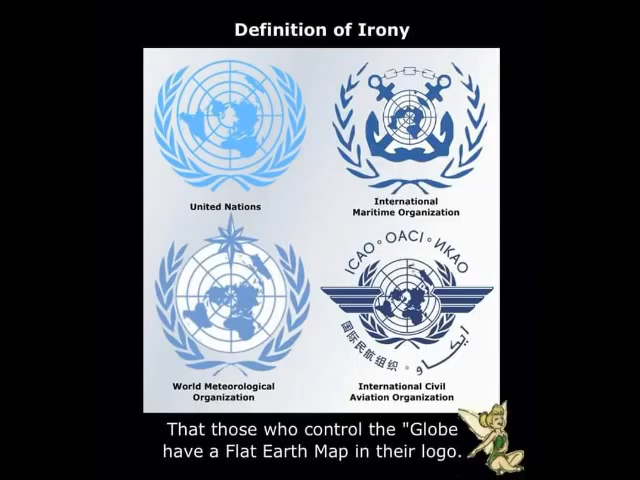 Definition of Irony
United Nations
International
Maritime Organization
ICAO ◦ OACI ◦ ИКАО
国际民航组织 ◦ ايكاو
World Meteorological
Organization
International Civil
Aviation Organization
That those who control the "Globe
have a Flat Earth Map in their logo.